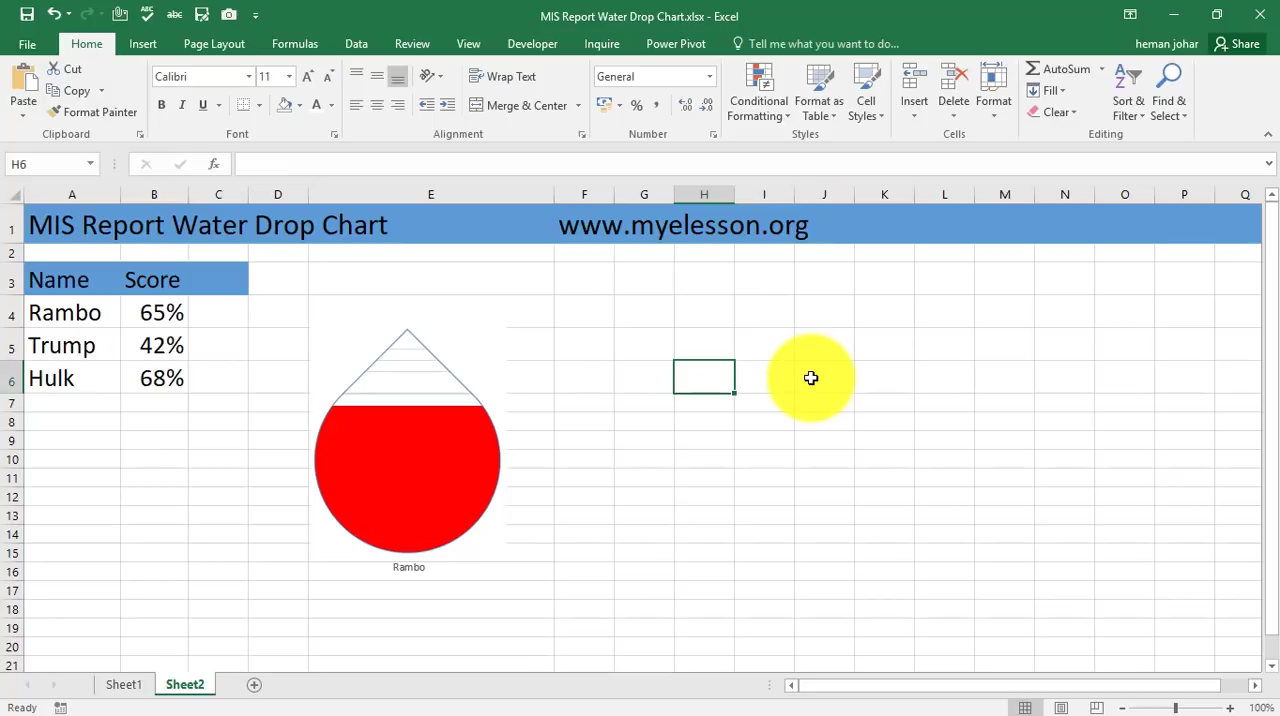 MIS Report Water Drop Chart.xlsx - Excel
File Home Insert Page Layout Formulas Data Review View Developer Inquire Power Pivot Tell me what you want to do... heman johar Share
Paste Cut Copy Format Painter Clipboard
Calibri 11 A A B I U A Font
ab Wrap Text Merge & Center Alignment
General % , .0 .00 .00 .0 Number
Conditional Formatting Format as Table Cell Styles Styles
Insert Delete Format Cells
AutoSum Fill Clear Sort & Filter Find & Select Editing
H6 fx
A B C D E F G H I J K L M N O P Q
1 MIS Report Water Drop Chart www.myelesson.org
2
3 Name Score
4 Rambo 65%
5 Trump 42%
6 Hulk 68%
7
8
9
10
11
12
13
14
15
16 Rambo
17
18
19
20
21
Sheet1 Sheet2
Ready 100%